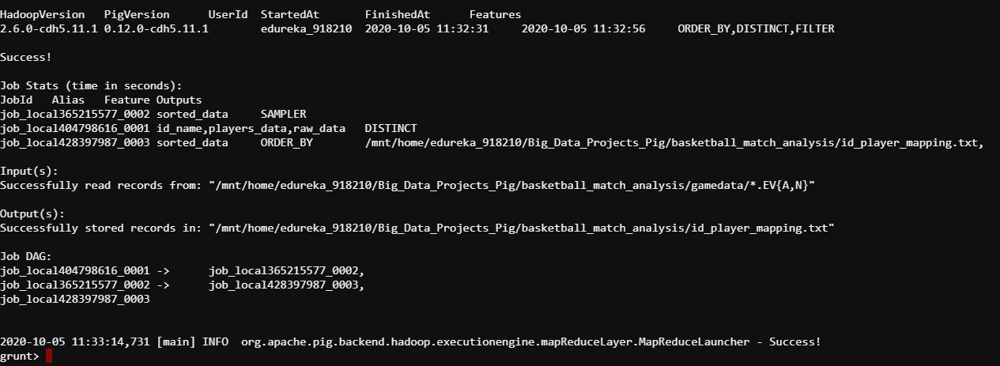 HadoopVersion PigVersion UserId StartedAt FinishedAt Features
2.6.0-cdh5.11.1 0.12.0-cdh5.11.1 edureka_918210 2020-10-05 11:32:31 2020-10-05 11:32:56 ORDER_BY,DISTINCT,FILTER
Success!
Job Stats (time in seconds):
JobId Alias Feature Outputs
job_local365215577_0002 sorted_data SAMPLER
job_local404798616_0001 id_name,players_data,raw_data DISTINCT
job_local428397987_0003 sorted_data ORDER_BY /mnt/home/edureka_918210/Big_Data_Projects_Pig/basketball_match_analysis/id_player_mapping.txt,
Input(s):
Successfully read records from: "/mnt/home/edureka_918210/Big_Data_Projects_Pig/basketball_match_analysis/gamedata/*.EV{A,N}"
Output(s):
Successfully stored records in: "/mnt/home/edureka_918210/Big_Data_Projects_Pig/basketball_match_analysis/id_player_mapping.txt"
Job DAG:
job_local404798616_0001 -> job_local365215577_0002,
job_local365215577_0002 -> job_local428397987_0003,
job_local428397987_0003
2020-10-05 11:33:14,731 [main] INFO org.apache.pig.backend.hadoop.executionengine.mapReduceLayer.MapReduceLauncher - Success!
grunt>